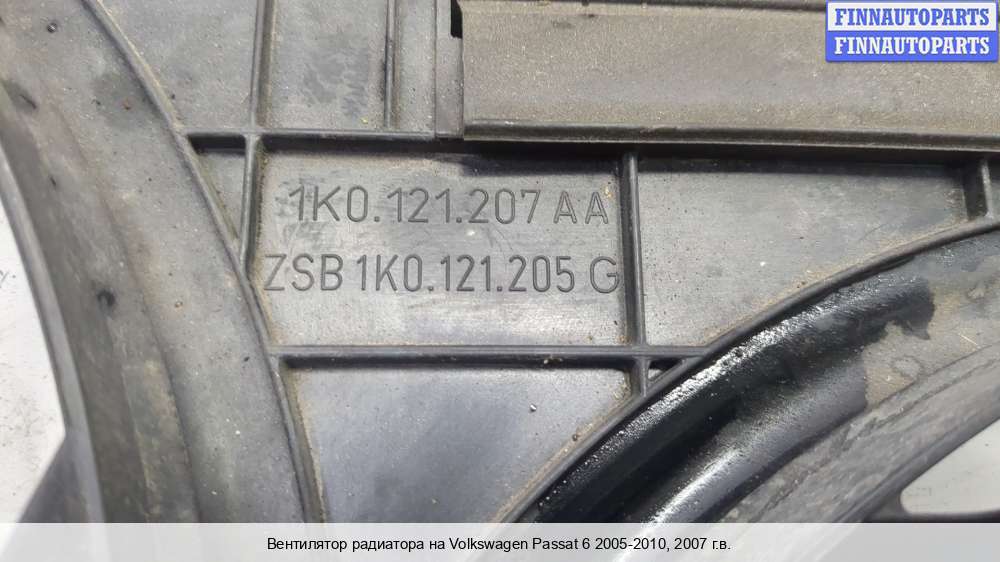 FINNAUTOPARTS
FINNAUTOPARTS
1K0.121.207 AA
ZSB 1K0.121.205 G
Вентилятор радиатора на Volkswagen Passat 6 2005-2010, 2007 г.в.